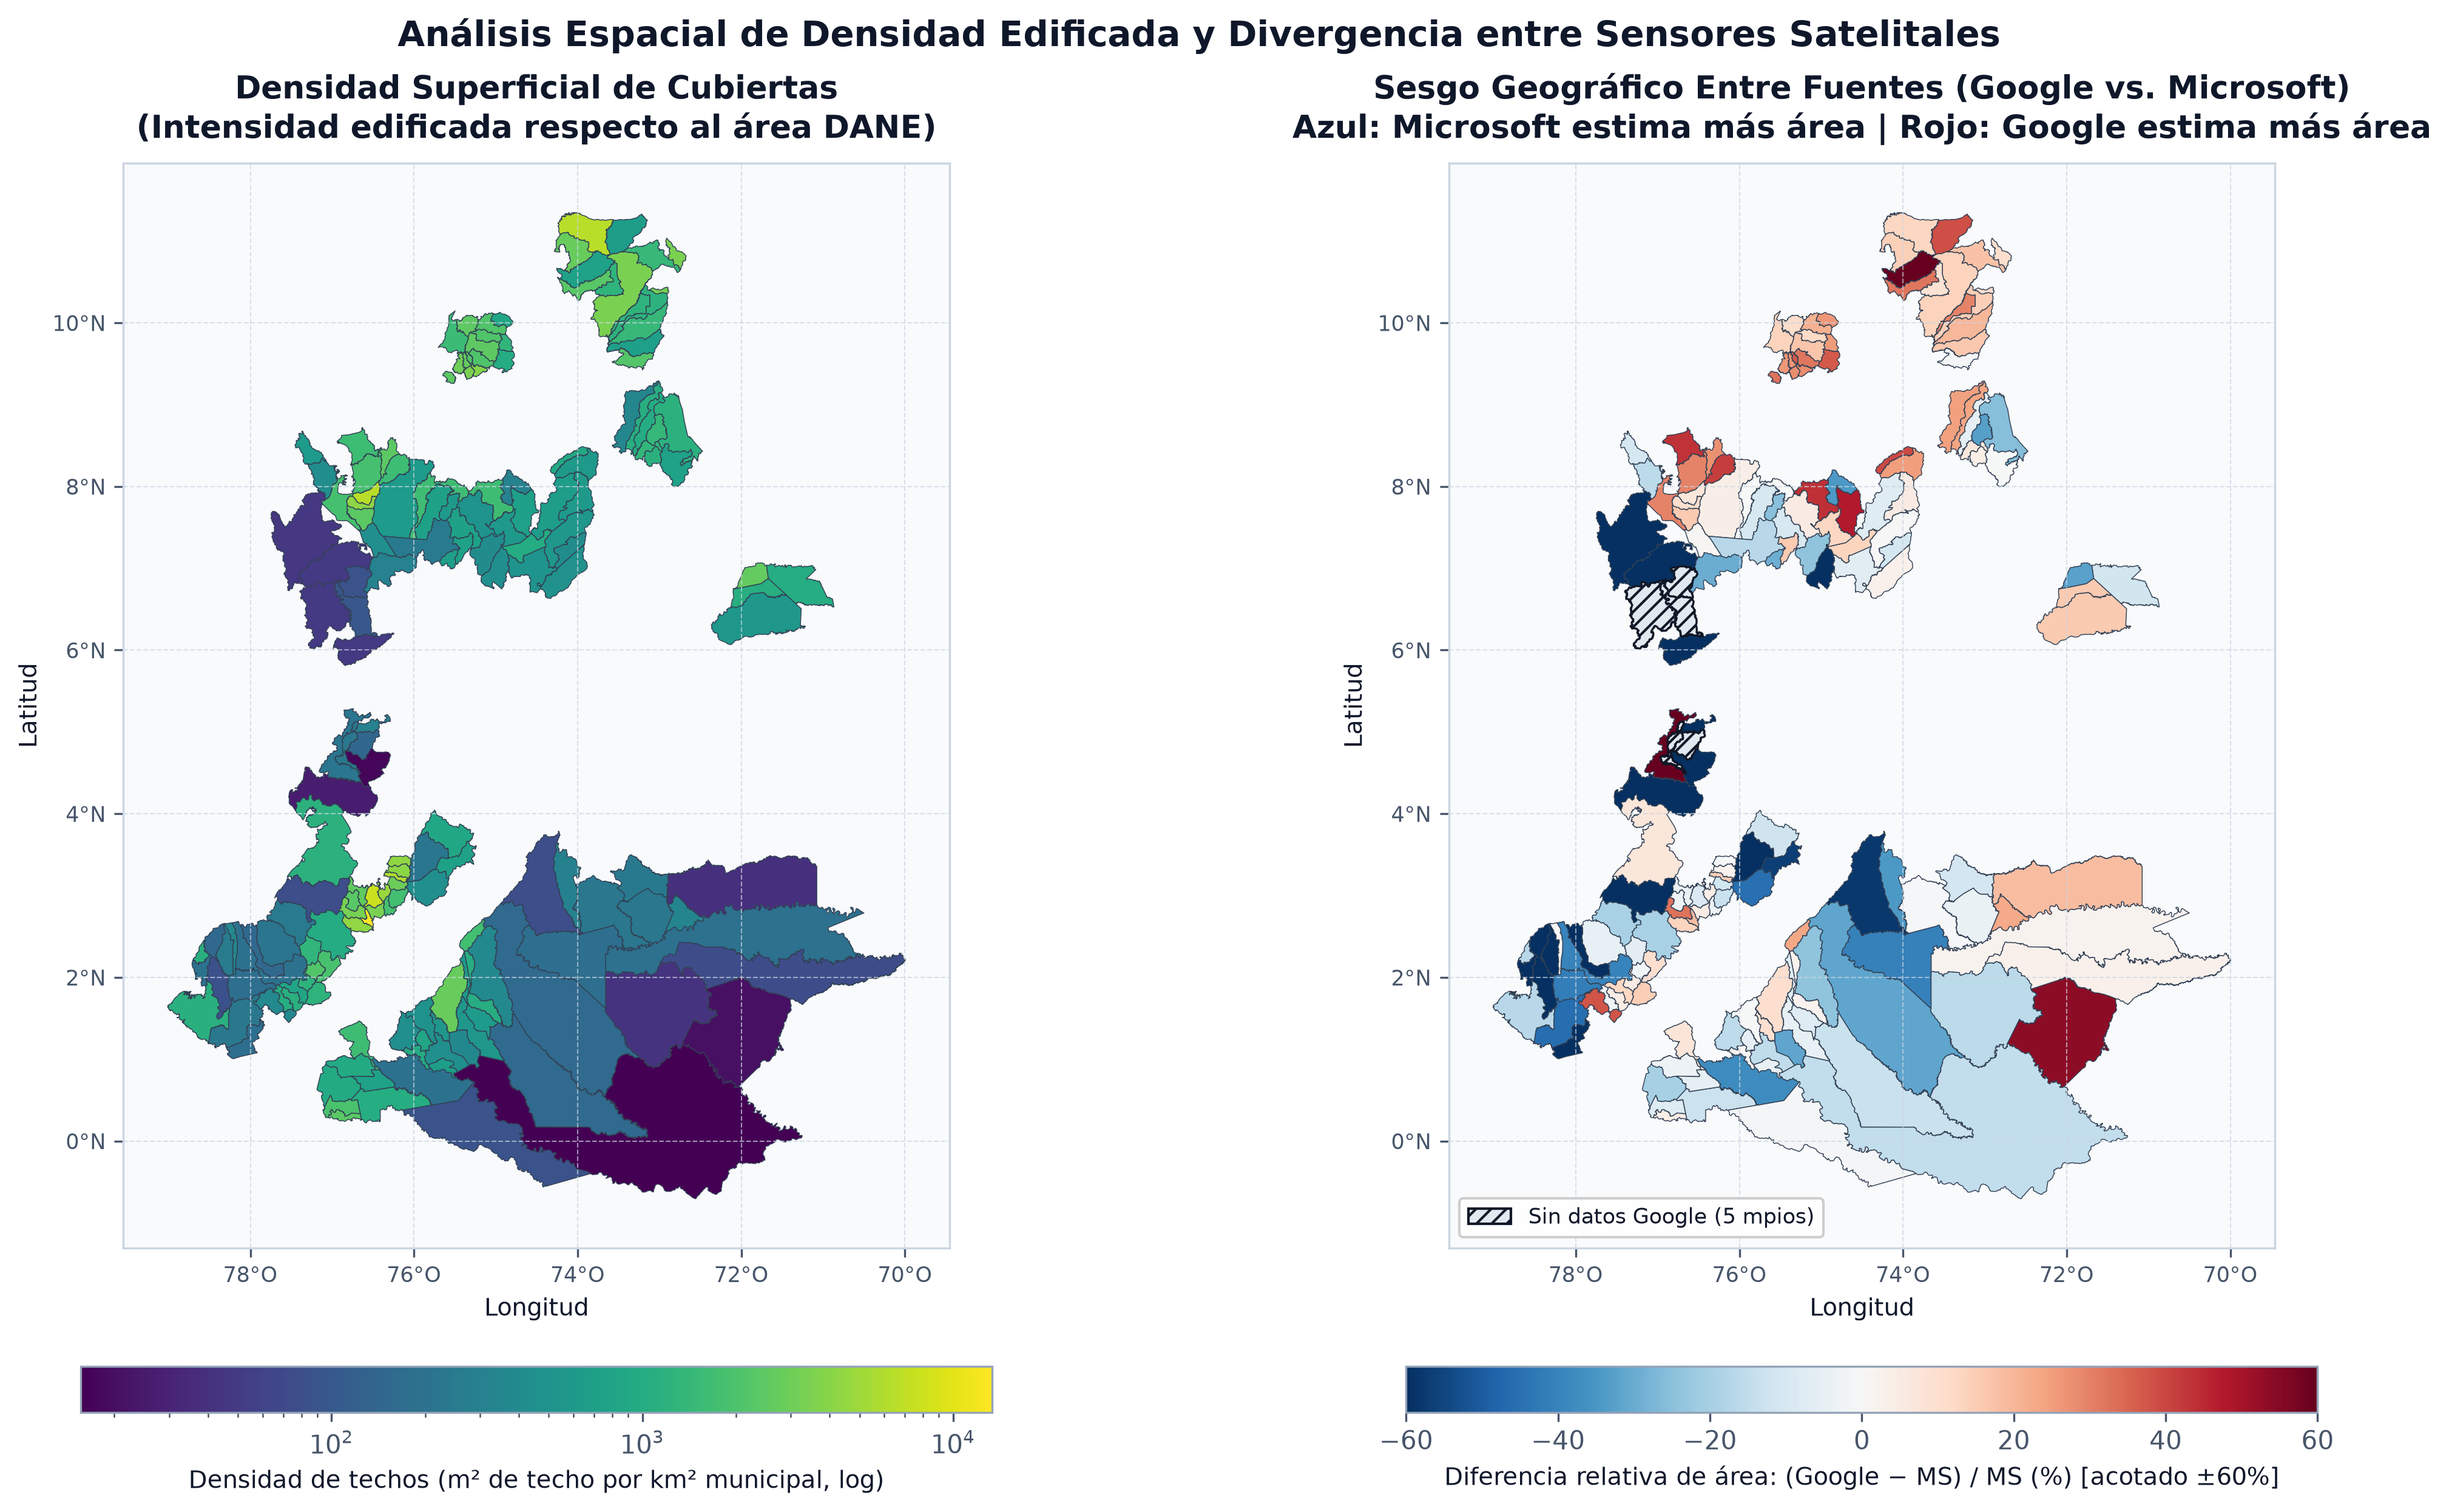 Análisis Espacial de Densidad Edificada y Divergencia entre Sensores Satelitales
Densidad Superficial de Cubiertas
(Intensidad edificada respecto al área DANE)
Latitud
10°N
8°N
6°N
4°N
2°N
0°N
78°O
76°O
74°O
72°O
70°O
Longitud
10²
10³
10⁴
Densidad de techos (m² de techo por km² municipal, log)
Sesgo Geográfico Entre Fuentes (Google vs. Microsoft)
Azul: Microsoft estima más área | Rojo: Google estima más área
Latitud
10°N
8°N
6°N
4°N
2°N
0°N
Sin datos Google (5 mpios)
78°O
76°O
74°O
72°O
70°O
Longitud
−60
−40
−20
0
20
40
60
Diferencia relativa de área: (Google − MS) / MS (%) [acotado ±60%]